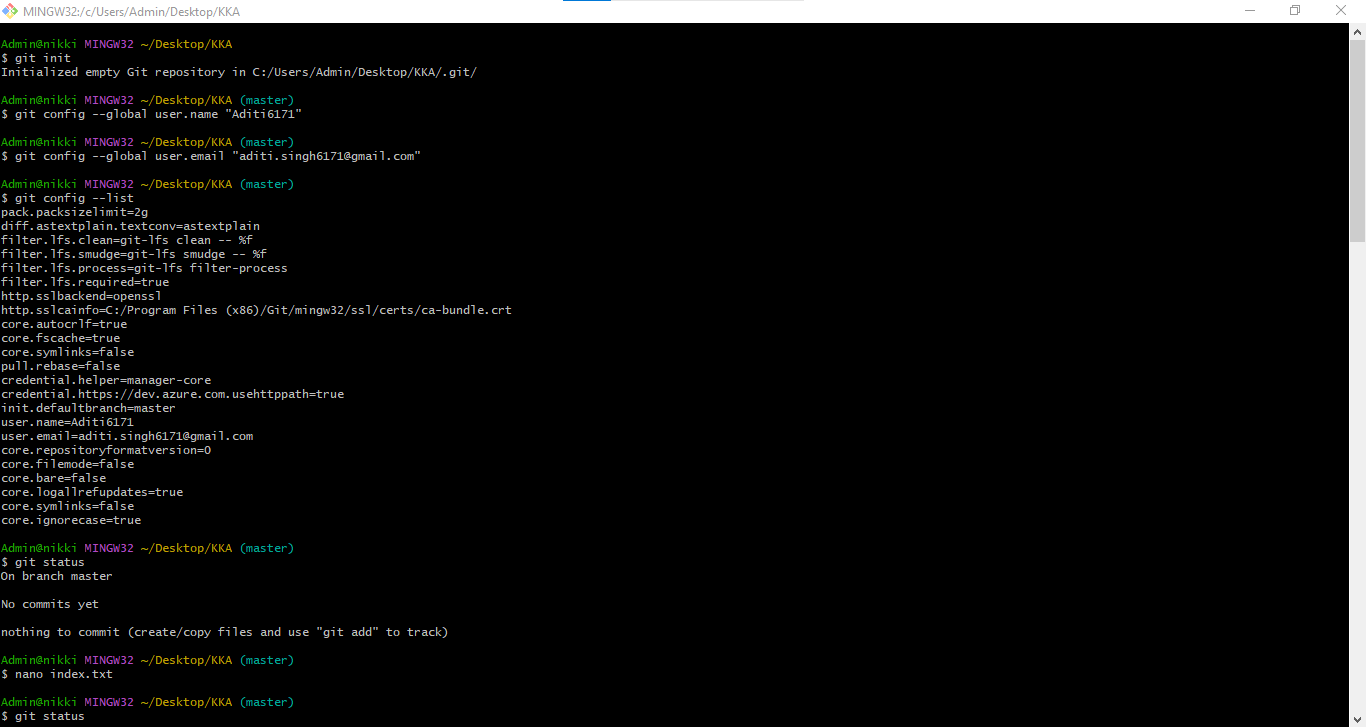 MINGW32:/c/Users/Admin/Desktop/KKA
Admin@nikki MINGW32 ~/Desktop/KKA
$ git init
Initialized empty Git repository in C:/Users/Admin/Desktop/KKA/.git/
Admin@nikki MINGW32 ~/Desktop/KKA (master)
$ git config --global user.name "Aditi6171"
Admin@nikki MINGW32 ~/Desktop/KKA (master)
$ git config --global user.email "aditi.singh6171@gmail.com"
Admin@nikki MINGW32 ~/Desktop/KKA (master)
$ git config --list
pack.packsizelimit=2g
diff.astextplain.textconv=astextplain
filter.lfs.clean=git-lfs clean -- %f
filter.lfs.smudge=git-lfs smudge -- %f
filter.lfs.process=git-lfs filter-process
filter.lfs.required=true
http.sslbackend=openssl
http.sslcainfo=C:/Program Files (x86)/Git/mingw32/ssl/certs/ca-bundle.crt
core.autocrlf=true
core.fscache=true
core.symlinks=false
pull.rebase=false
credential.helper=manager-core
credential.https://dev.azure.com.usehttppath=true
init.defaultbranch=master
user.name=Aditi6171
user.email=aditi.singh6171@gmail.com
core.repositoryformatversion=0
core.filemode=false
core.bare=false
core.logallrefupdates=true
core.symlinks=false
core.ignorecase=true
Admin@nikki MINGW32 ~/Desktop/KKA (master)
$ git status
On branch master
No commits yet
nothing to commit (create/copy files and use "git add" to track)
Admin@nikki MINGW32 ~/Desktop/KKA (master)
$ nano index.txt
Admin@nikki MINGW32 ~/Desktop/KKA (master)
$ git status